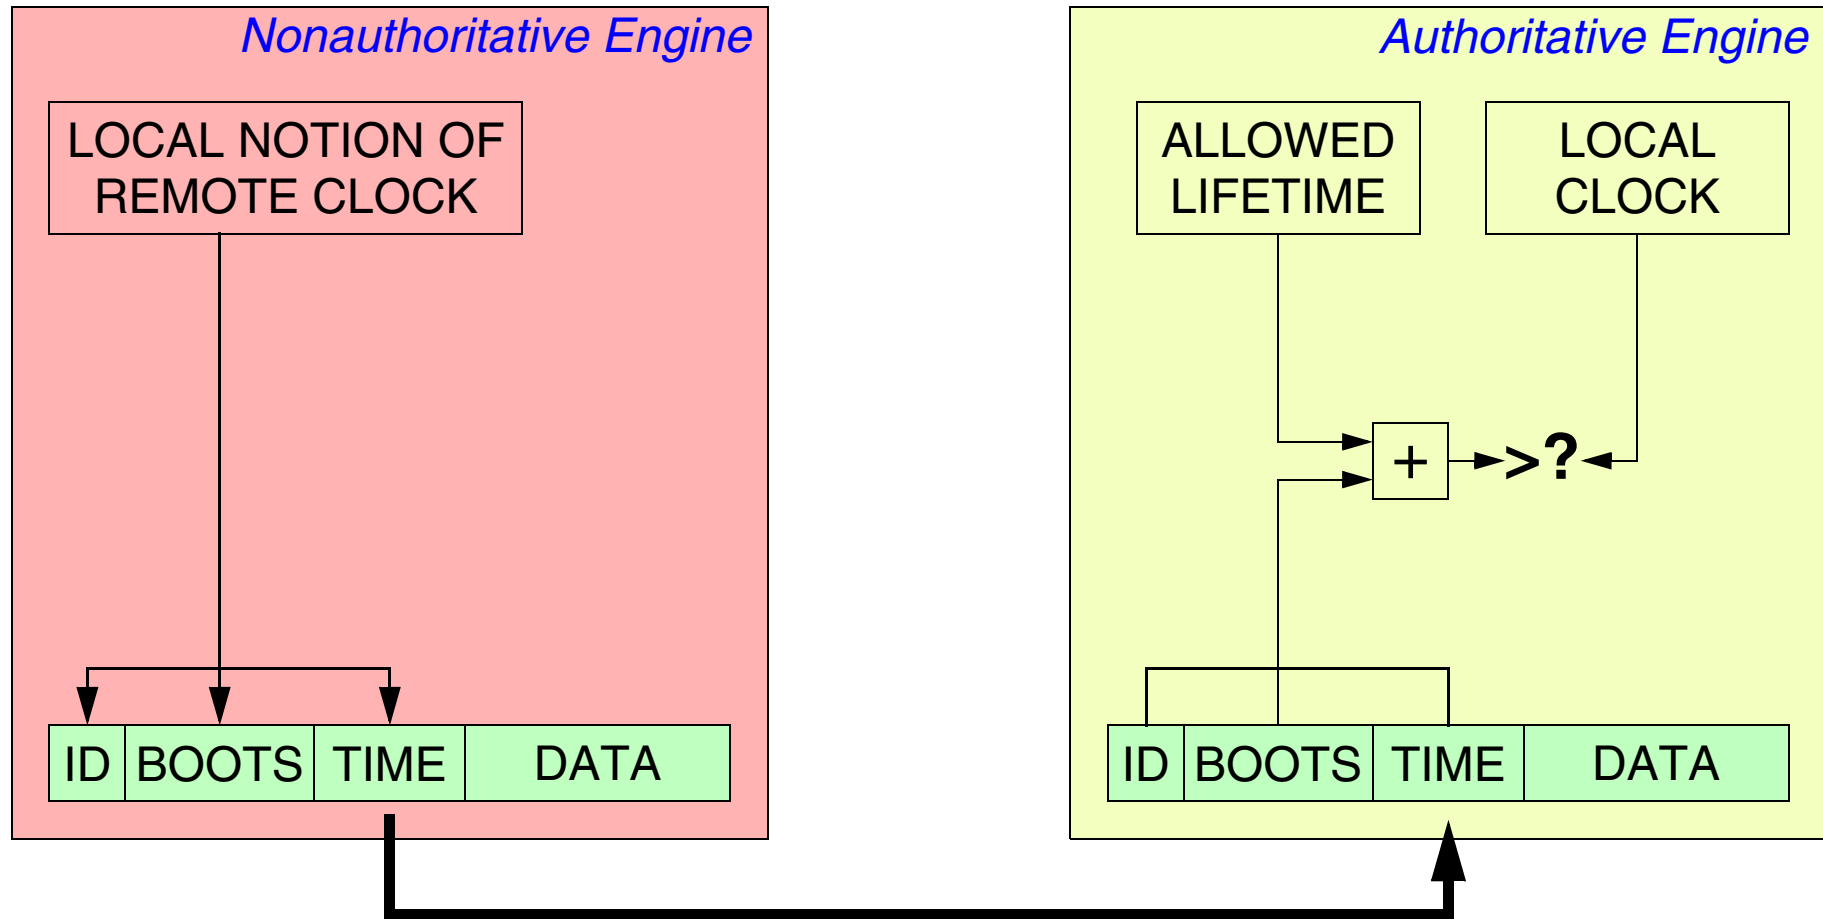 Nonauthoritative Engine
LOCAL NOTION OF
REMOTE CLOCK
ID BOOTS TIME DATA
Authoritative Engine
ALLOWED
LIFETIME
LOCAL
CLOCK
+ >?
ID BOOTS TIME DATA